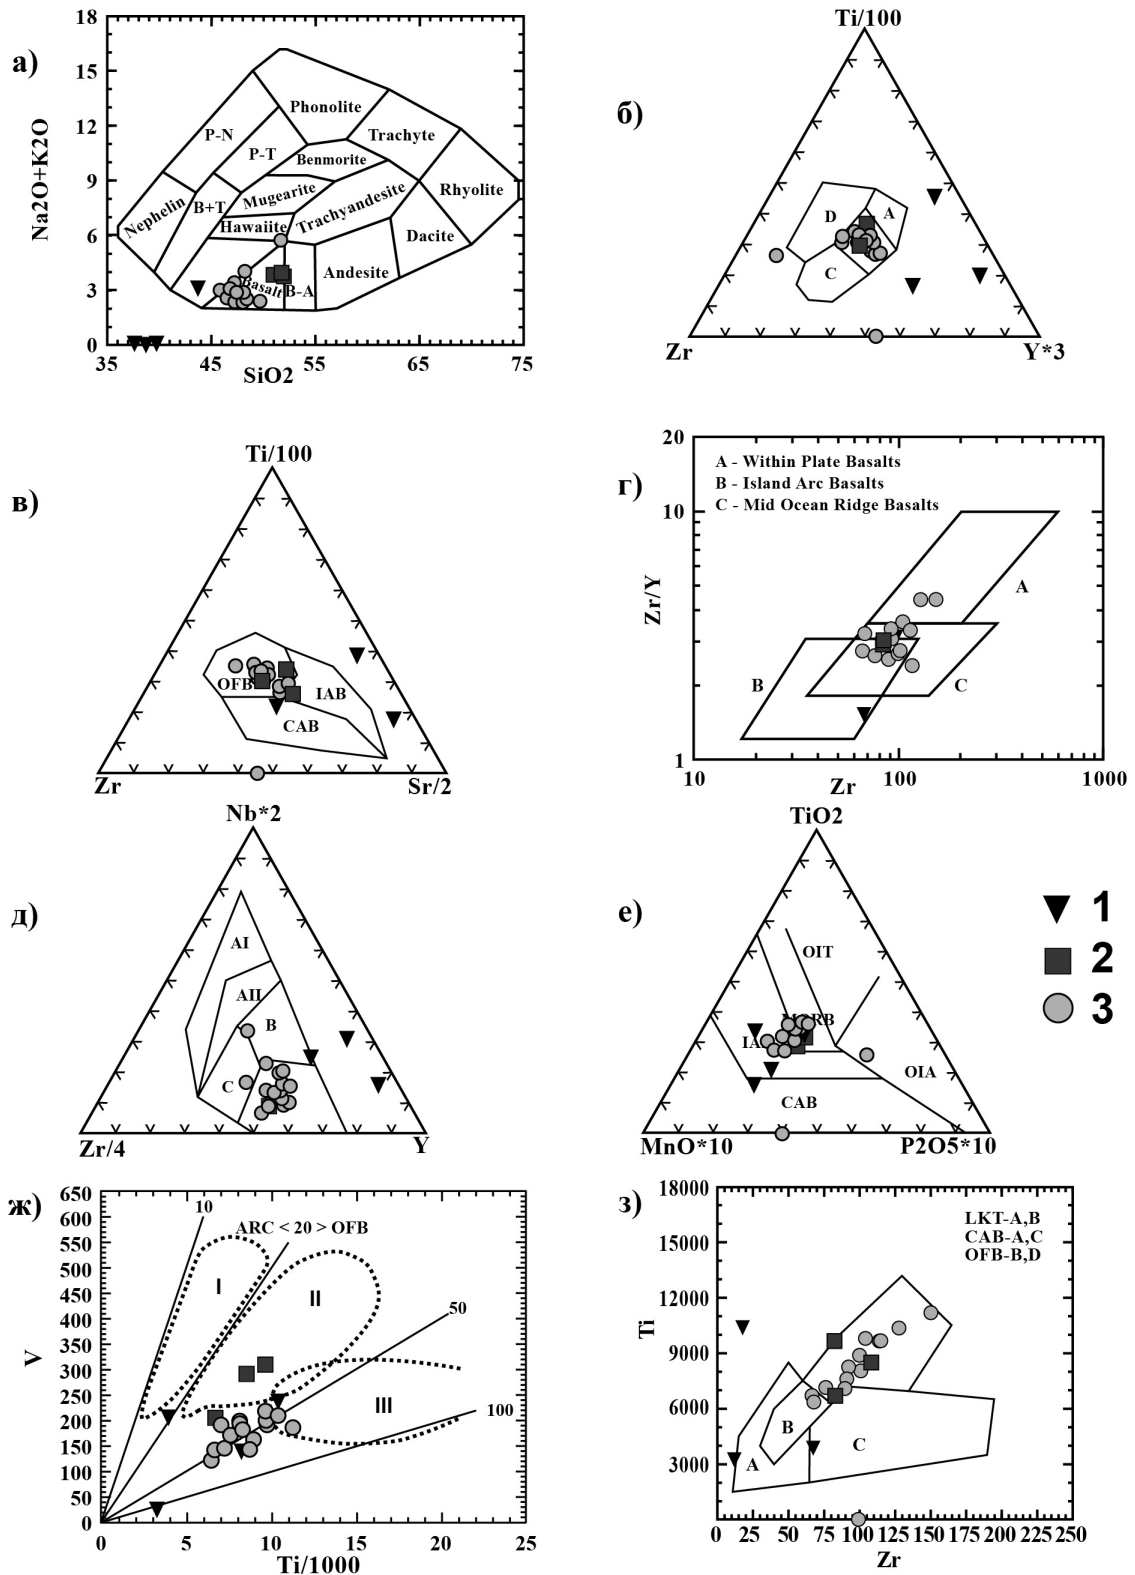 а)
18
15
12
9
6
3
0
Na2O+K2O
Phonolite
P-N
Trachyte
P-T
Benmorite
Nephelin
B+T
Mugearite
Trachyandesite
Rhyolite
Hawaiite
Dacite
Basalt
B-A
Andesite
35 45 55 65 75
SiO2
б)
Ti/100
D
A
C
Zr
Y*3
в)
Ti/100
OFB
IAB
CAB
Zr
Sr/2
г)
20
10
1
Zr/Y
A - Within Plate Basalts
B - Island Arc Basalts
C - Mid Ocean Ridge Basalts
A
B
C
10 100 1000
Zr
д)
Nb*2
AI
AII
B
C
Zr/4
Y
е)
TiO2
OIT
MORB
IA
OIA
CAB
MnO*10
P2O5*10
1
2
3
ж)
650
600
550
500
450
400
350
300
250
200
150
100
50
0
V
10
ARC < 20 > OFB
I
II
50
III
100
0 5 10 15 20 25
Ti/1000
з)
18000
15000
12000
9000
6000
3000
Ti
LKT-A,B
CAB-A,C
OFB-B,D
B
A
C
0 25 50 75 100 125 150 175 200 225 250
Zr